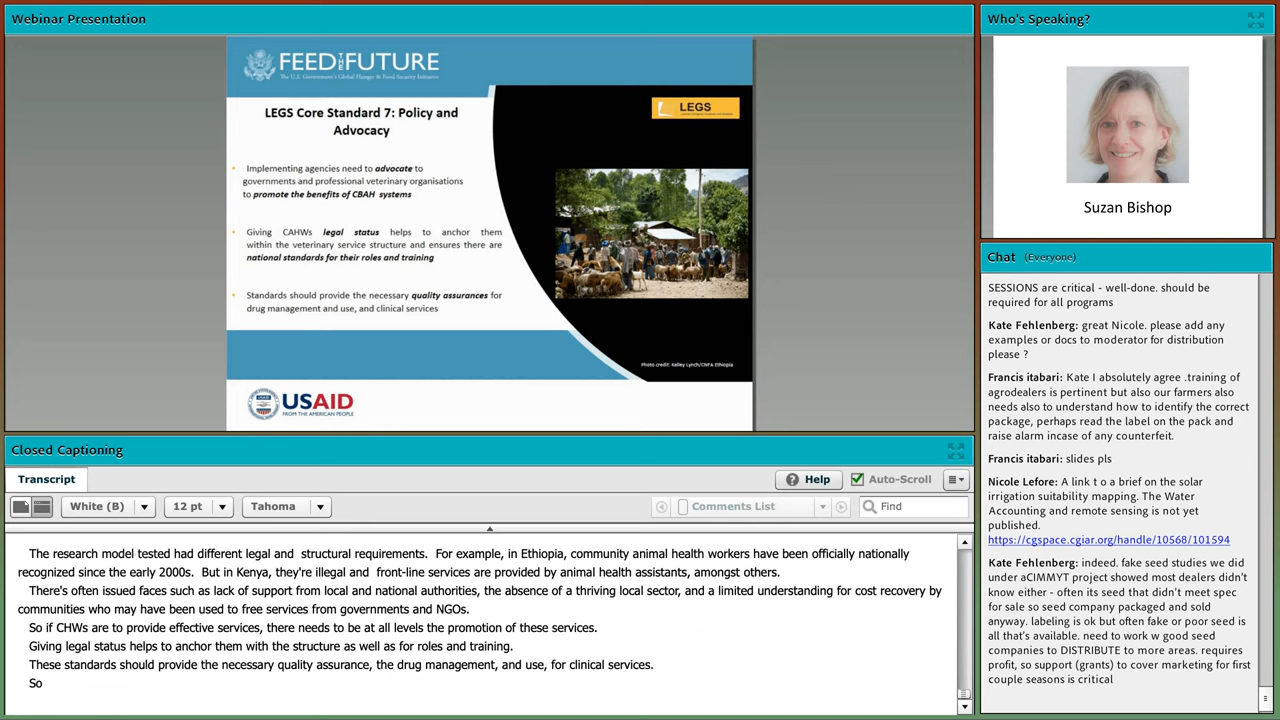 Webinar Presentation
FEED THE FUTURE
The U.S. Government's Global Hunger & Food Security Initiative
LEGS Core Standard 7: Policy and
Advocacy
LEGS
• Implementing agencies need to advocate to
governments and professional veterinary organisations
to promote the benefits of CBAH systems
• Giving CAHWs legal status helps to anchor them
within the veterinary service structure and ensures there are
national standards for their roles and training
• Standards should provide the necessary quality assurances for
drug management and use, and clinical services
Photo credit: Kelley Lynch/CNFA Ethiopia
USAID
FROM THE AMERICAN PEOPLE
Who's Speaking?
Suzan Bishop
Chat (Everyone)
SESSIONS are critical - well-done. should be
required for all programs
Kate Fehlenberg: great Nicole. please add any
examples or docs to moderator for distribution
please ?
Francis itabari: Kate I absolutely agree .training of
agrodealers is pertinent but also our farmers also
needs also to understand how to identify the correct
package, perhaps read the label on the pack and
raise alarm incase of any counterfeit.
Francis itabari: slides pls
Nicole Lefore: A link t o a brief on the solar
irrigation suitability mapping. The Water
Accounting and remote sensing is not yet
published.
https://cgspace.cgiar.org/handle/10568/101594
Kate Fehlenberg: indeed. fake seed studies we did
under aCIMMYT project showed most dealers didn't
know either - often its seed that didn't meet spec
for sale so seed company packaged and sold
anyway. labeling is ok but often fake or poor seed is
all that's available. need to work w good seed
companies to DISTRIBUTE to more areas. requires
profit, so support (grants) to cover marketing for first
couple seasons is critical
Closed Captioning
Transcript
Help
Auto-Scroll
White (B)
12 pt
Tahoma
Comments List
Find
The research model tested had different legal and structural requirements. For example, in Ethiopia, community animal health workers have been officially nationally
recognized since the early 2000s. But in Kenya, they're illegal and front-line services are provided by animal health assistants, amongst others.
There's often issued faces such as lack of support from local and national authorities, the absence of a thriving local sector, and a limited understanding for cost recovery by
communities who may have been used to free services from governments and NGOs.
So if CHWs are to provide effective services, there needs to be at all levels the promotion of these services.
Giving legal status helps to anchor them with the structure as well as for roles and training.
These standards should provide the necessary quality assurance, the drug management, and use, for clinical services.
So